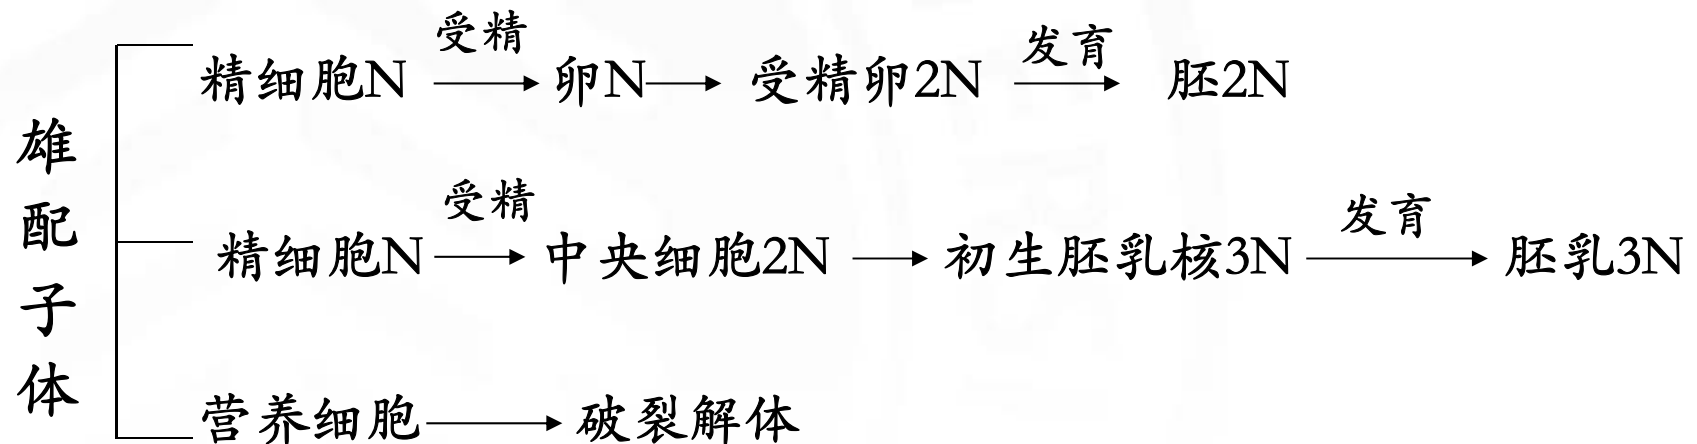 雄配子体
受精
发育
精细胞N 卵N 受精卵2N 胚2N
受精
发育
精细胞N 中央细胞2N 初生胚乳核3N 胚乳3N
营养细胞 破裂解体